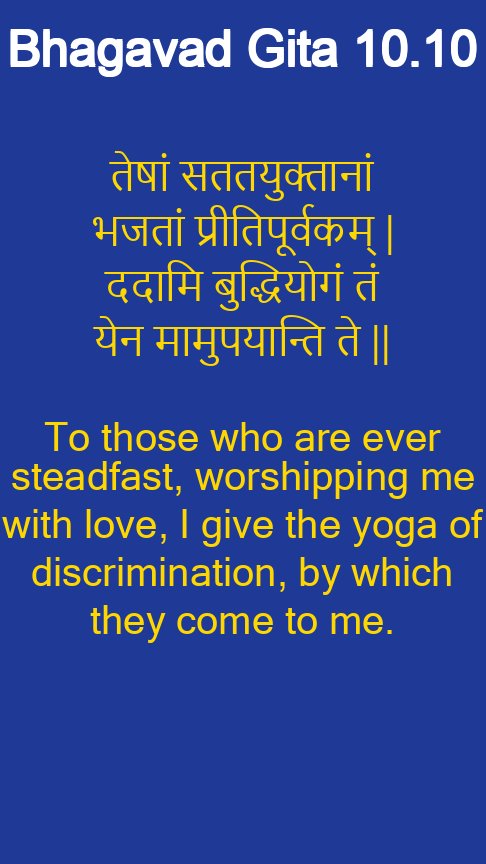 Bhagavad Gita 10.10
तेषां सततयुक्तानां
भजतां प्रीतिपूर्वकम् |
ददामि बुद्धियोगं तं
येन मामुपयान्ति ते ||
To those who are ever
steadfast, worshipping me
with love, I give the yoga of
discrimination, by which
they come to me.